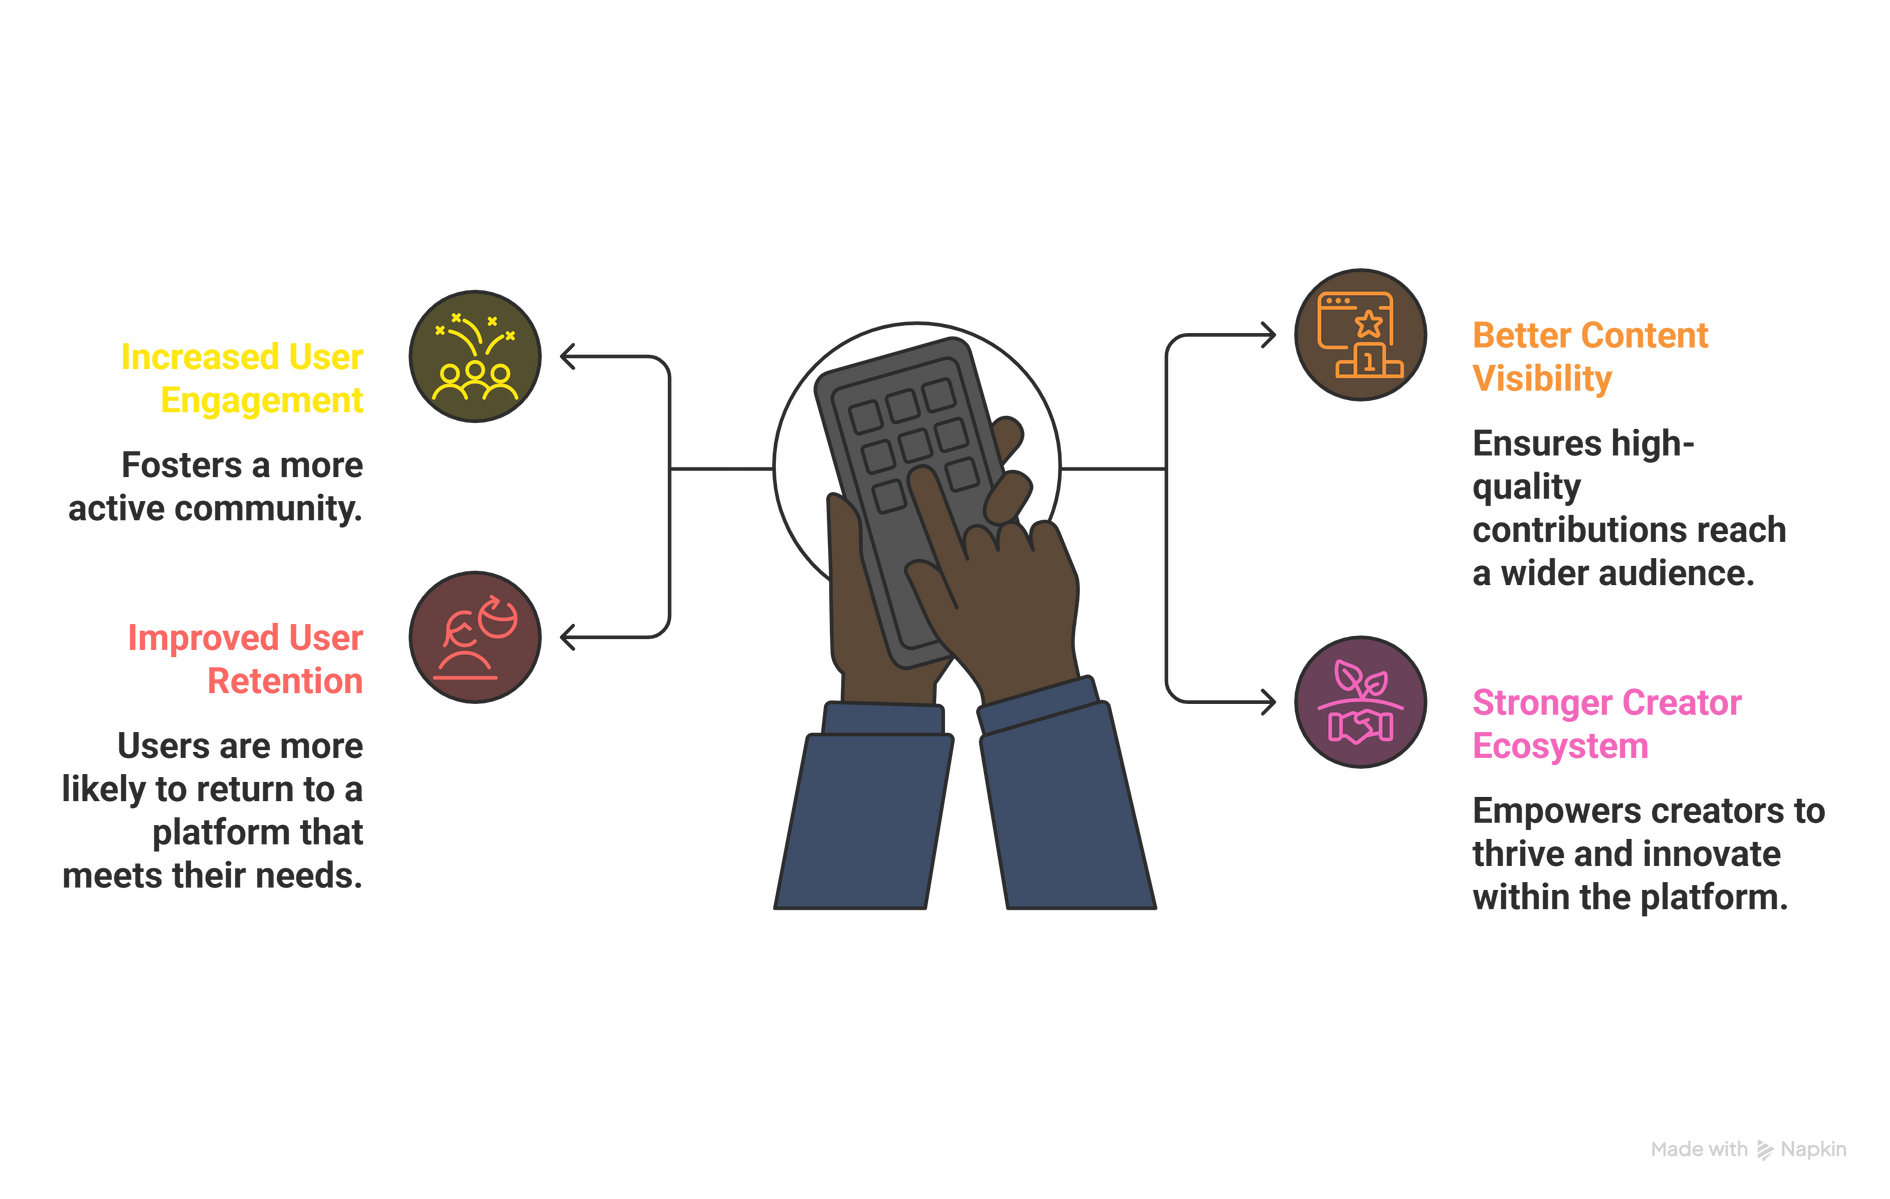 Increased User
Engagement
Fosters a more
active community.
Improved User
Retention
Users are more
likely to return to a
platform that
meets their needs.
Better Content
Visibility
1
Ensures high-
quality
contributions reach
a wider audience.
Stronger Creator
Ecosystem
Empowers creators to
thrive and innovate
within the platform.
Made with Napkin